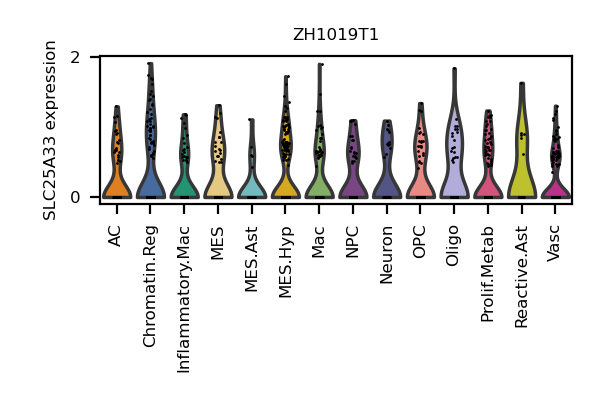 ZH1019T1
SLC25A33 expression
2
0
AC
Chromatin.Reg
Inflammatory.Mac
MES
MES.Ast
MES.Hyp
Mac
NPC
Neuron
OPC
Oligo
Prolif.Metab
Reactive.Ast
Vasc